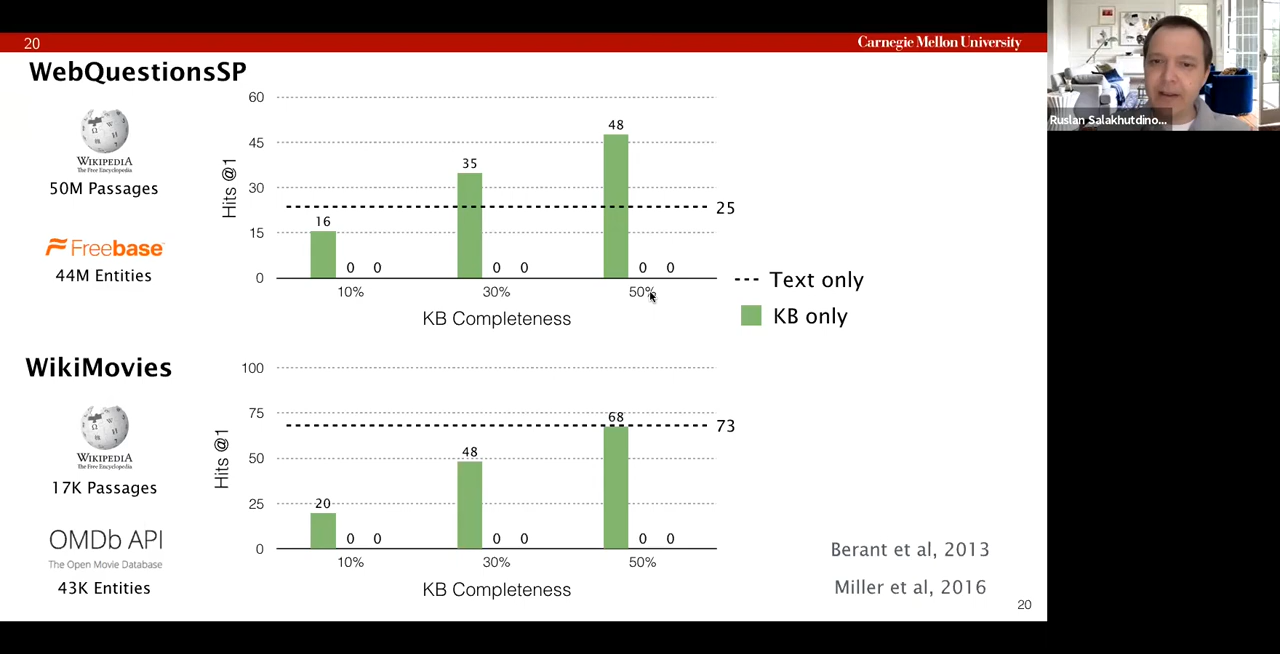 20
Carnegie Mellon University
WebQuestionsSP
WIKIPEDIA
The Free Encyclopedia
50M Passages
Freebase
44M Entities
Hits @1
60
45
30
15
0
16
0 0
35
0 0
48
0 0
25
10% 30% 50%
KB Completeness
Text only
KB only
WikiMovies
WIKIPEDIA
The Free Encyclopedia
17K Passages
OMDb API
The Open Movie Database
43K Entities
Hits @1
100
75
50
25
0
20
0 0
48
0 0
68
0 0
73
10% 30% 50%
KB Completeness
Berant et al, 2013
Miller et al, 2016
20
Ruslan Salakhutdino...